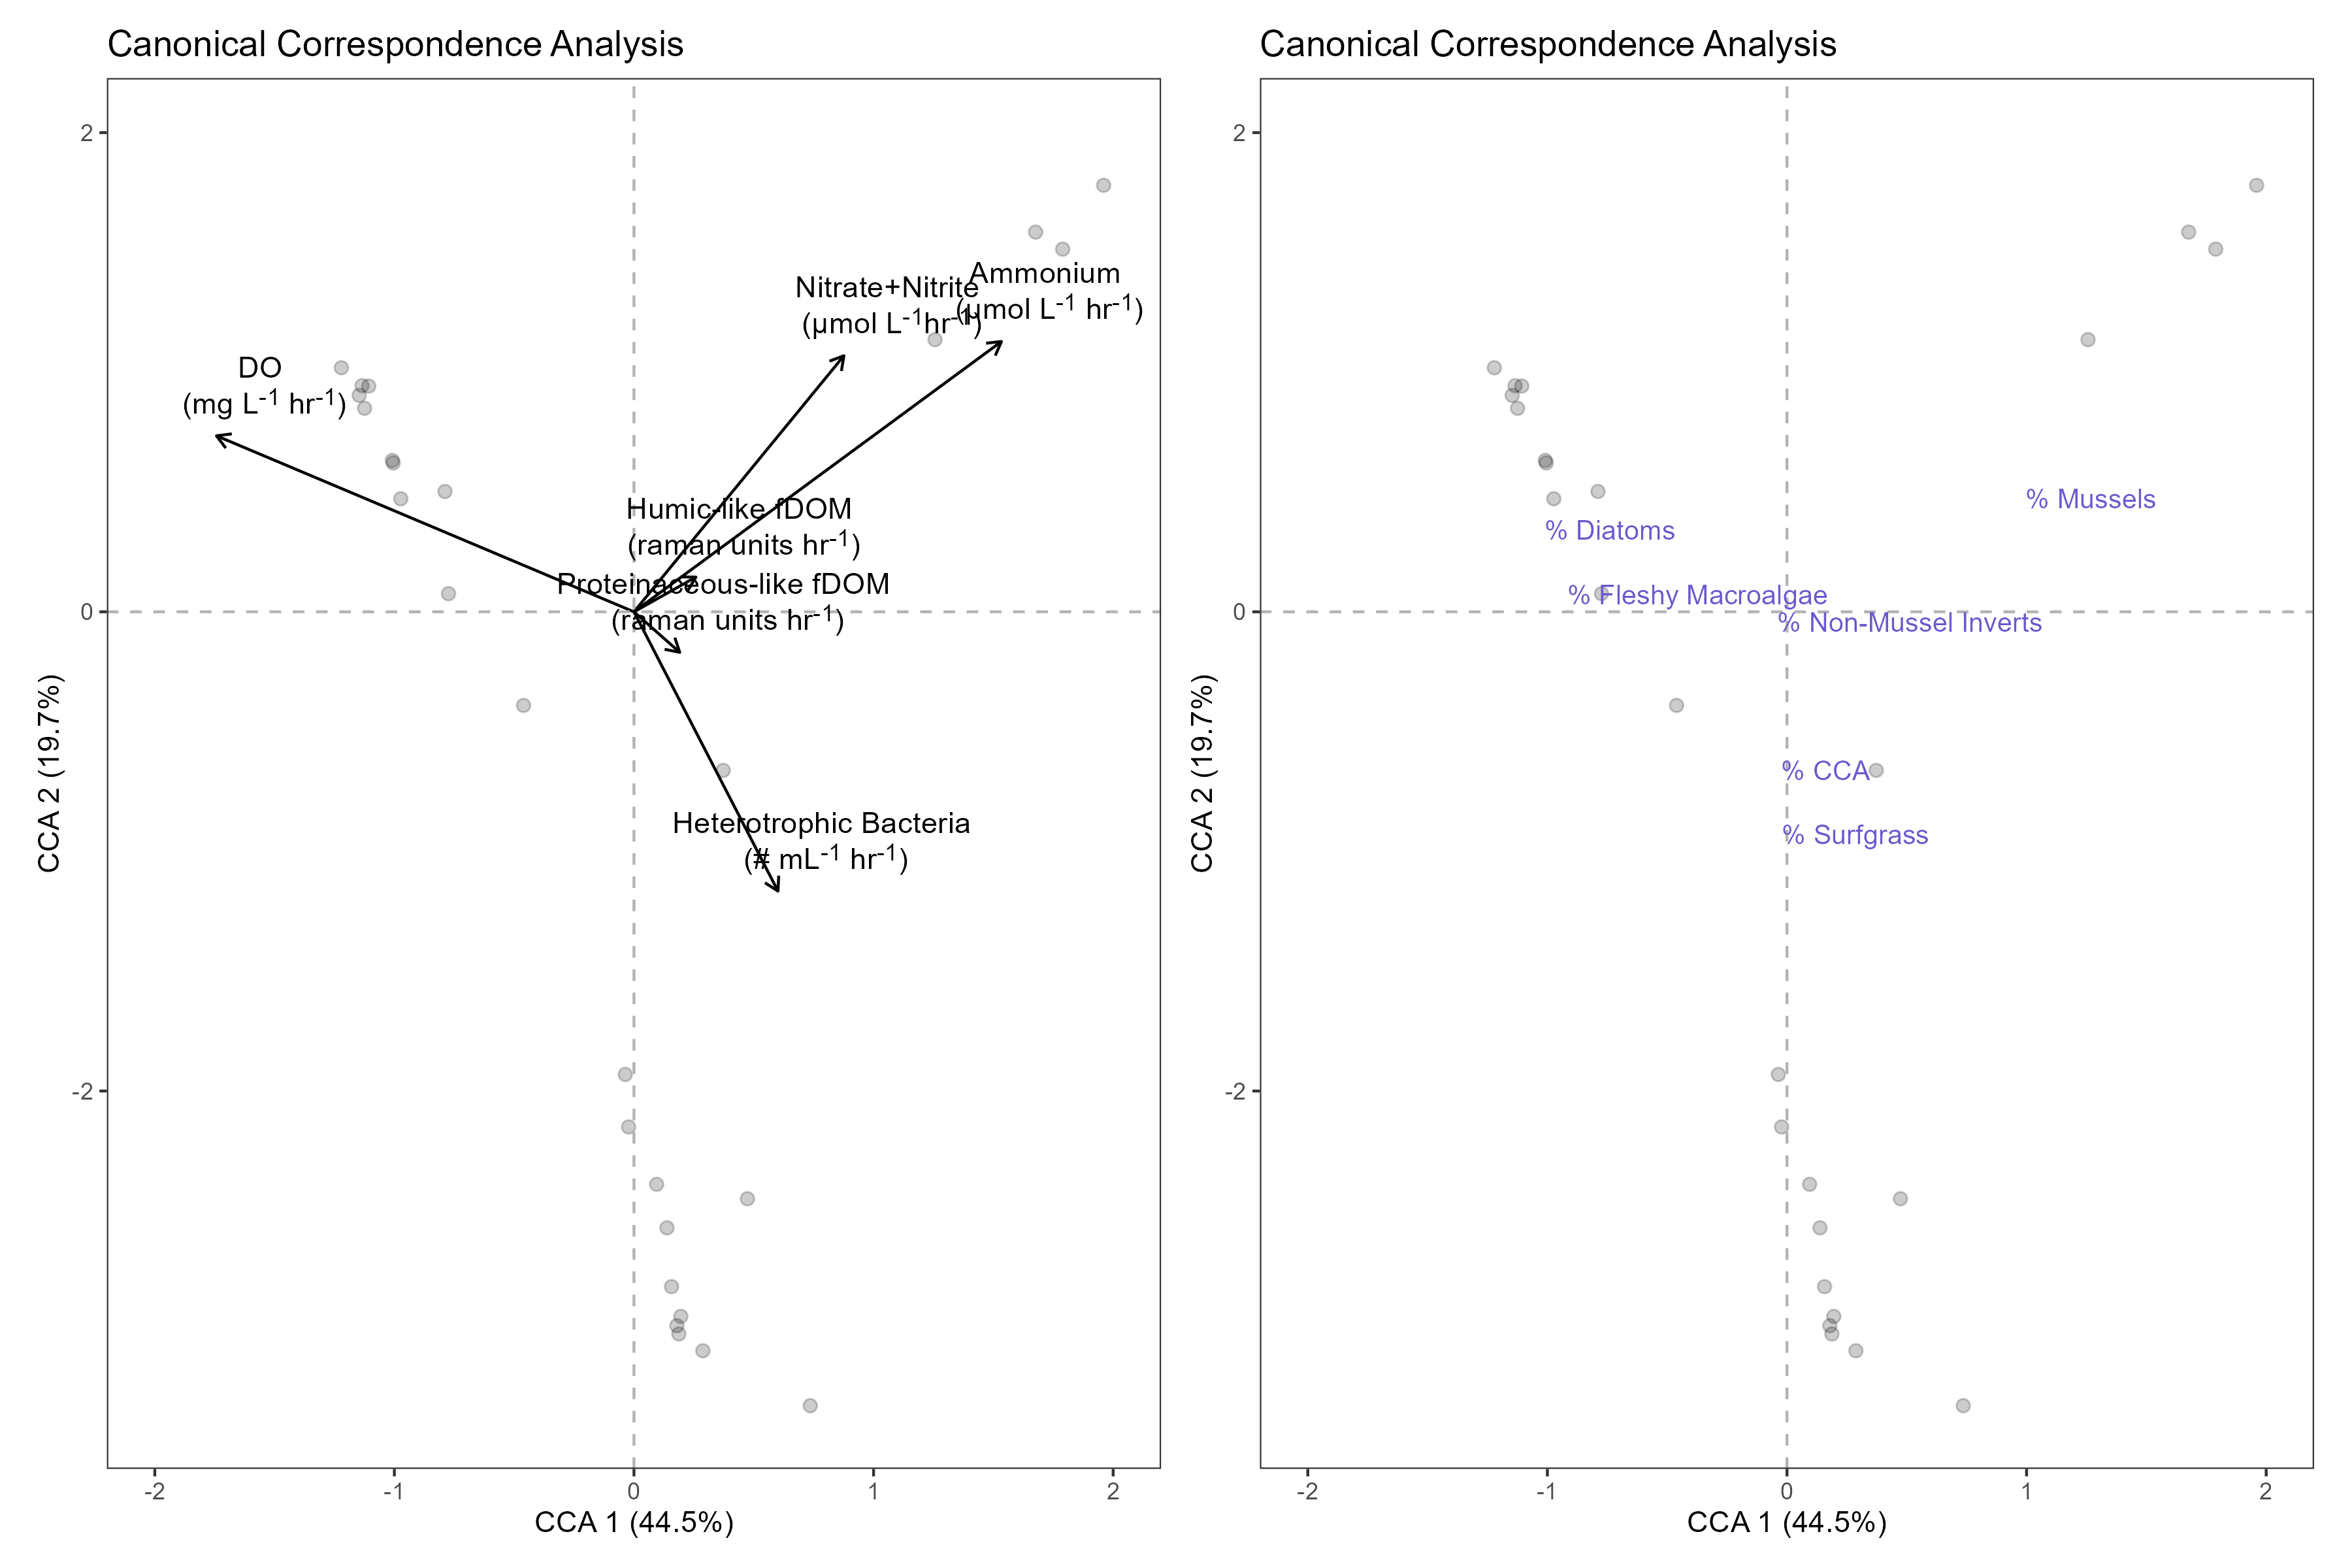 Canonical Correspondence Analysis
2
0
-2
CCA 2 (19.7%)
DO
(mg L-1 hr-1)
Nitrate+Nitrite
(µmol L-1hr-1)
Ammonium
(µmol L-1 hr-1)
Humic-like fDOM
(raman units hr-1)
Proteinaceous-like fDOM
(raman units hr-1)
Heterotrophic Bacteria
(# mL-1 hr-1)
-2 -1 0 1 2
CCA 1 (44.5%)
Canonical Correspondence Analysis
2
0
-2
CCA 2 (19.7%)
% Mussels
% Diatoms
% Fleshy Macroalgae
% Non-Mussel Inverts
% CCA
% Surfgrass
-2 -1 0 1 2
CCA 1 (44.5%)